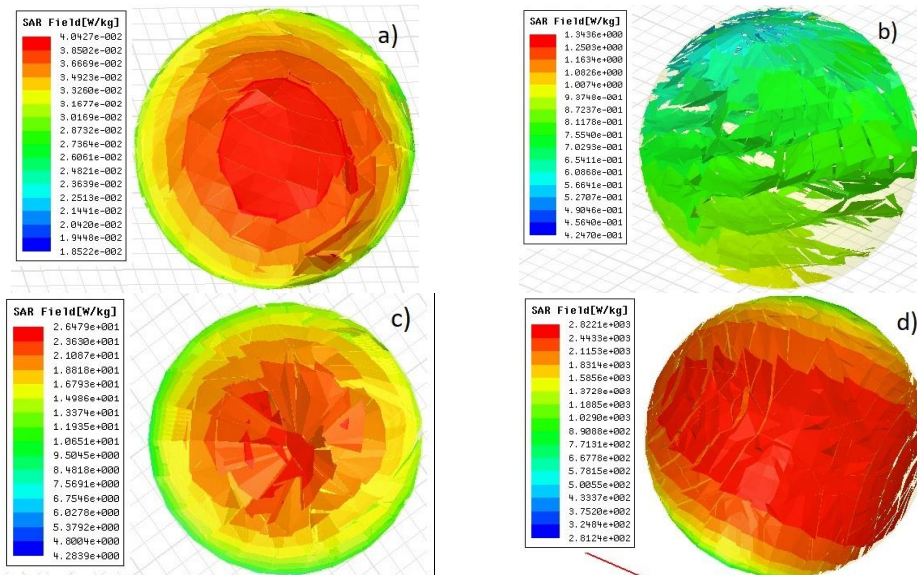 SAR Field[W/kg]
4.0427e-002
3.8502e-002
3.6669e-002
3.4923e-002
3.3260e-002
3.1677e-002
3.0169e-002
2.8732e-002
2.7364e-002
2.6061e-002
2.4821e-002
2.3639e-002
2.2513e-002
2.1441e-002
2.0420e-002
1.9448e-002
1.8522e-002
a)
SAR Field[W/kg]
1.3436e+000
1.2503e+000
1.1634e+000
1.0826e+000
1.0074e+000
9.3748e-001
8.7237e-001
8.1178e-001
7.5540e-001
7.0293e-001
6.5411e-001
6.0868e-001
5.6641e-001
5.2707e-001
4.9046e-001
4.5640e-001
4.2470e-001
b)
SAR Field[W/kg]
2.6479e+001
2.3630e+001
2.1087e+001
1.8818e+001
1.6793e+001
1.4986e+001
1.3374e+001
1.1935e+001
1.0651e+001
9.5045e+000
8.4818e+000
7.5691e+000
6.7546e+000
6.0278e+000
5.3792e+000
4.8004e+000
4.2839e+000
c)
SAR Field[W/kg]
2.8221e+003
2.4433e+003
2.1153e+003
1.8314e+003
1.5856e+003
1.3728e+003
1.1885e+003
1.0290e+003
8.9088e+002
7.7131e+002
6.6778e+002
5.7815e+002
5.0055e+002
4.3337e+002
3.7520e+002
3.2484e+002
2.8124e+002
d)